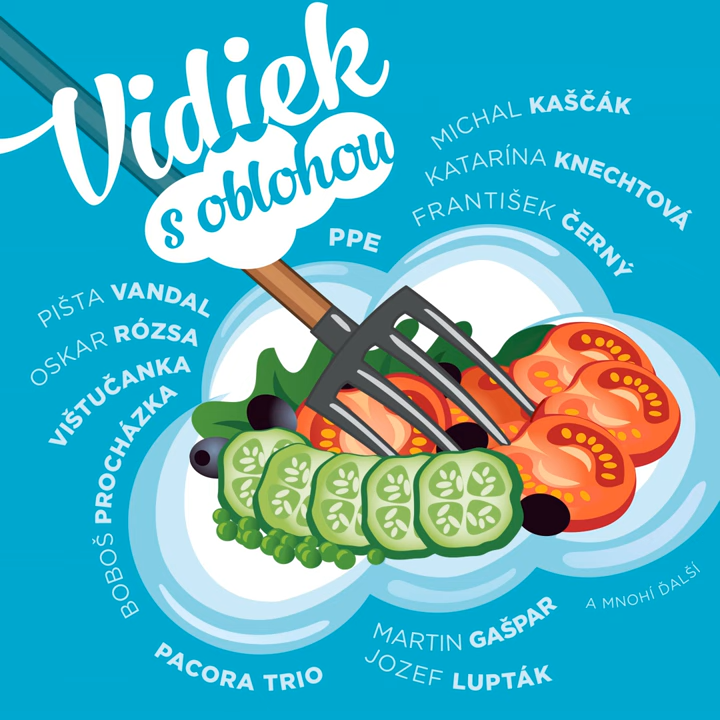 Vidiek
s oblohou
MICHAL KAŠČÁK
KATARÍNA KNECHTOVÁ
FRANTIŠEK ČERNÝ
PPE
PIŠTA VANDAL
OSKAR RÓZSA
VIŠTUČANKA
BOBOŠ PROCHÁZKA
PACORA TRIO
MARTIN GAŠPAR
JOZEF LUPTÁK
A MNOHÍ ĎALŠÍ